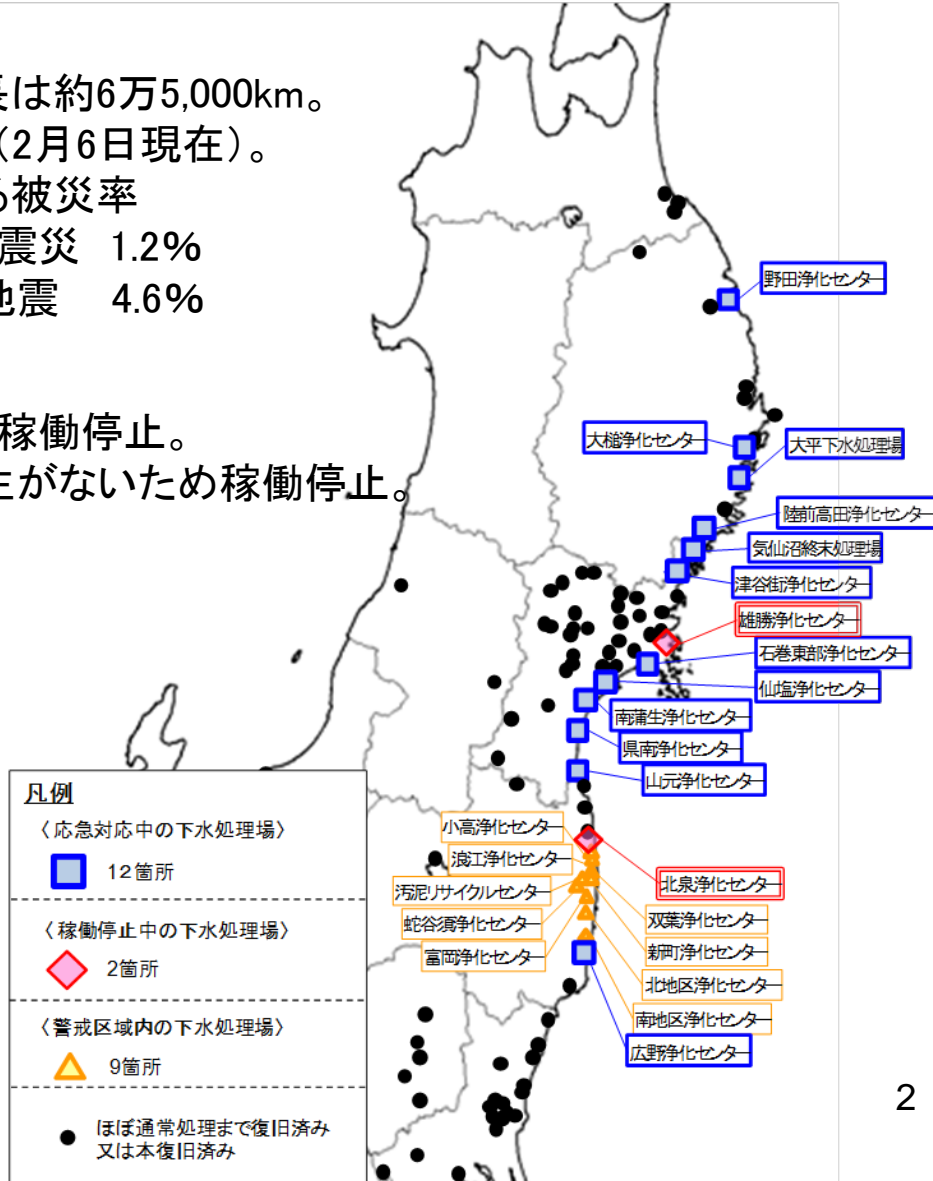 長は約6万5,000km。
（2月6日現在）。
る被災率
震災 1.2%
地震 4.6%
稼働停止。
生がないため稼働停止。
野田浄化センター
大槌浄化センター
大平下水処理場
陸前高田浄化センター
気仙沼終末処理場
津谷街浄化センター
雄勝浄化センター
石巻東部浄化センター
仙塩浄化センター
南蒲生浄化センター
県南浄化センター
山元浄化センター
小高浄化センター
浪江浄化センター
汚泥リサイクルセンター
蛇谷須浄化センター
富岡浄化センター
北泉浄化センター
双葉浄化センター
新町浄化センター
北地区浄化センター
南地区浄化センター
広野浄化センター
凡例
〈応急対応中の下水処理場〉
12箇所
〈稼働停止中の下水処理場〉
2箇所
〈警戒区域内の下水処理場〉
9箇所
ほぼ通常処理まで復旧済み
又は本復旧済み
2